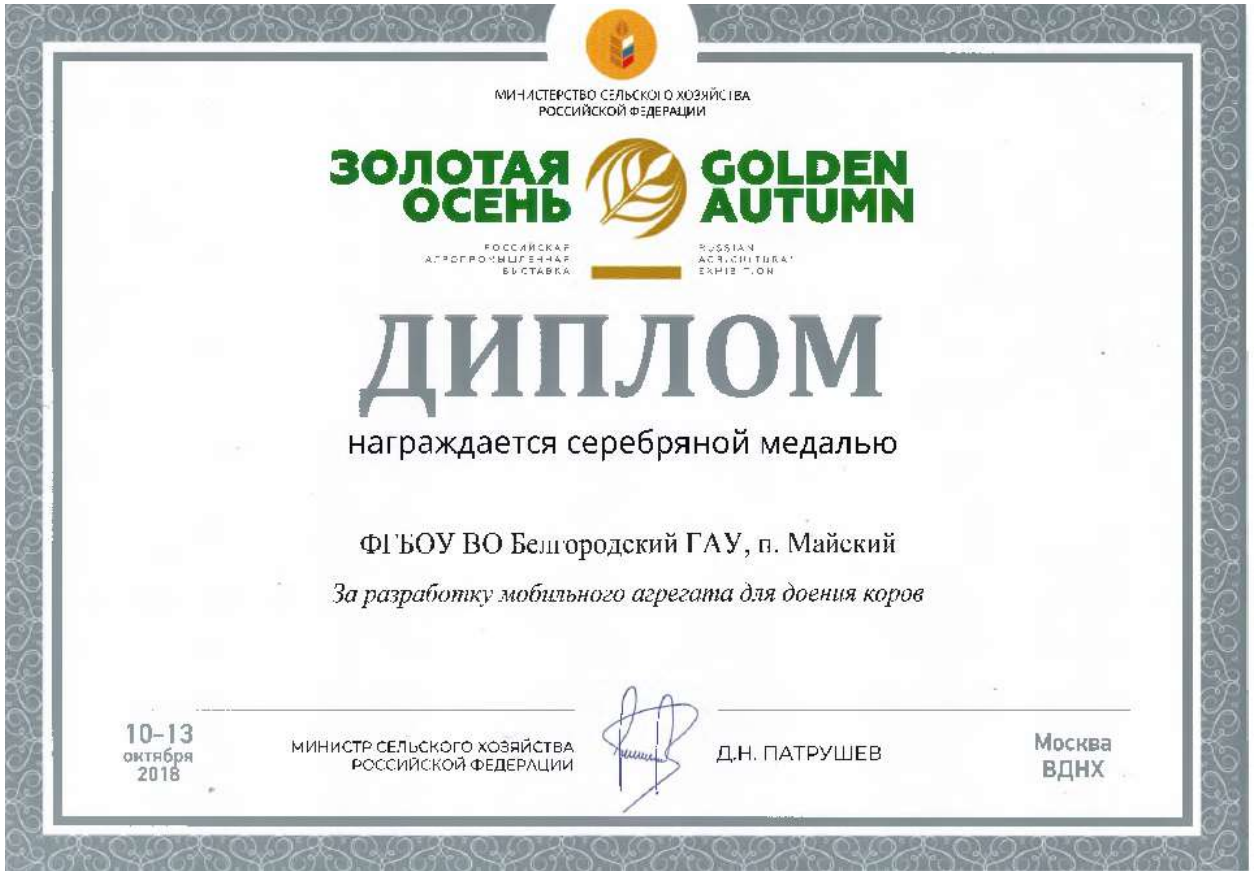 МИНИСТЕРСТВО СЕЛЬСКОГО ХОЗЯЙСТВА
РОССИЙСКОЙ ФЕДЕРАЦИИ
ЗОЛОТАЯ
ОСЕНЬ
GOLDEN
AUTUMN
РОССИЙСКАЯ
АГРОПРОМЫШЛЕННАЯ
ВЫСТАВКА
RUSSIAN
AGRICULTURAL
EXHIBITION
ДИПЛОМ
награждается серебряной медалью
ФГБОУ ВО Белгородский ГАУ, п. Майский
За разработку мобильного агрегата для доения коров
10–13
октября
2018
МИНИСТР СЕЛЬСКОГО ХОЗЯЙСТВА
РОССИЙСКОЙ ФЕДЕРАЦИИ
Д.Н. ПАТРУШЕВ
Москва
ВДНХ